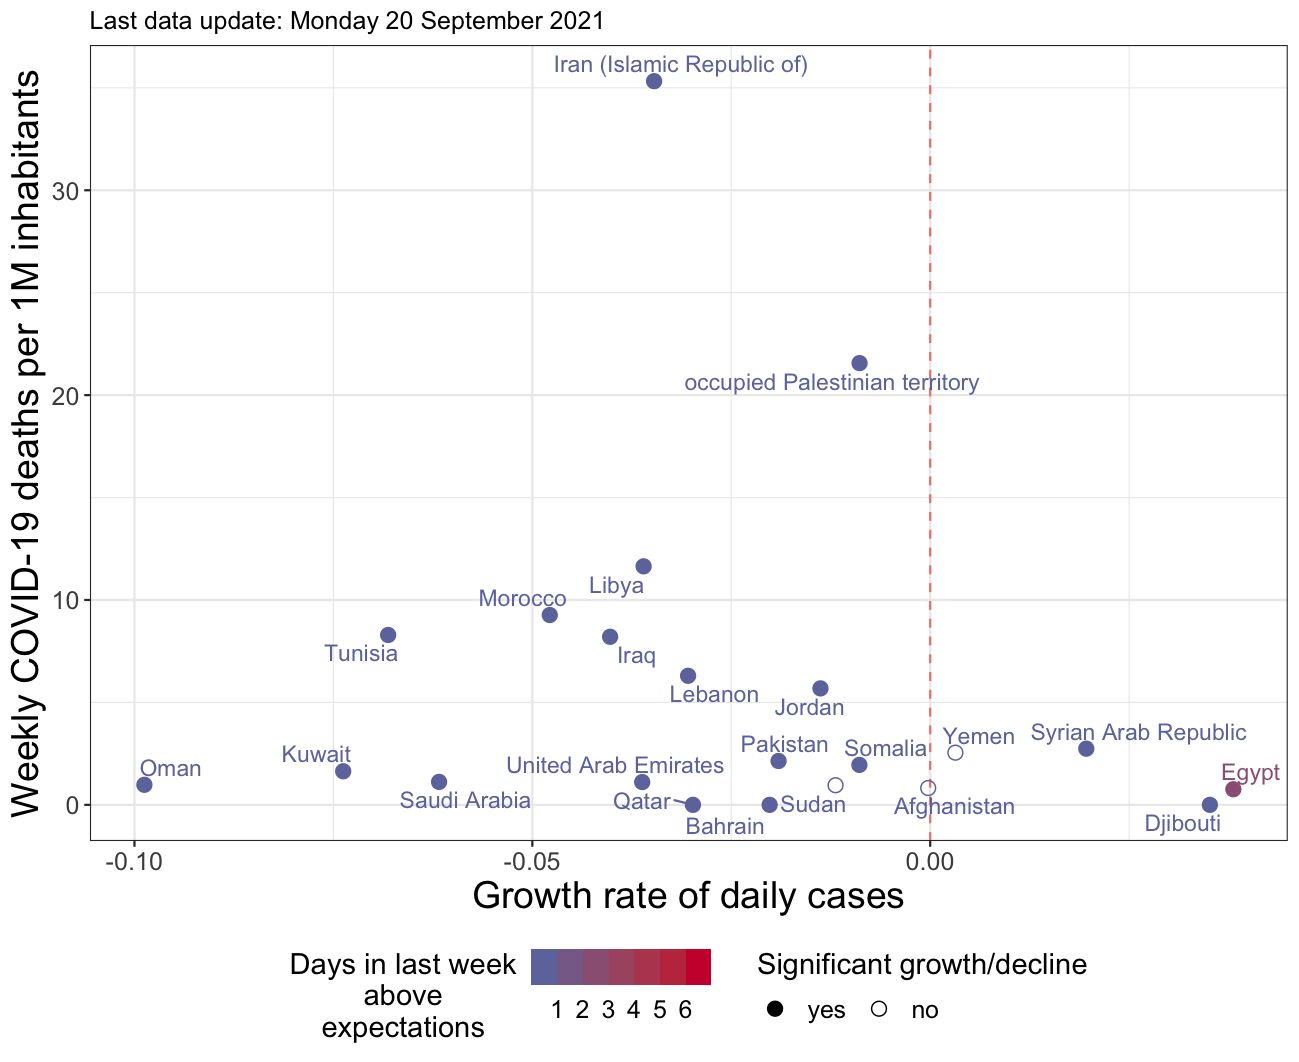 Last data update: Monday 20 September 2021
Weekly COVID-19 deaths per 1M inhabitants
30
20
10
0
Iran (Islamic Republic of)
occupied Palestinian territory
Libya
Morocco
Tunisia
Iraq
Lebanon
Jordan
Yemen
Syrian Arab Republic
Pakistan
Somalia
Kuwait
United Arab Emirates
Oman
Egypt
Saudi Arabia
Qatar
Sudan
Afghanistan
Bahrain
Djibouti
-0.10
-0.05
0.00
Growth rate of daily cases
Days in last week
above
expectations
1 2 3 4 5 6
Significant growth/decline
yes
no